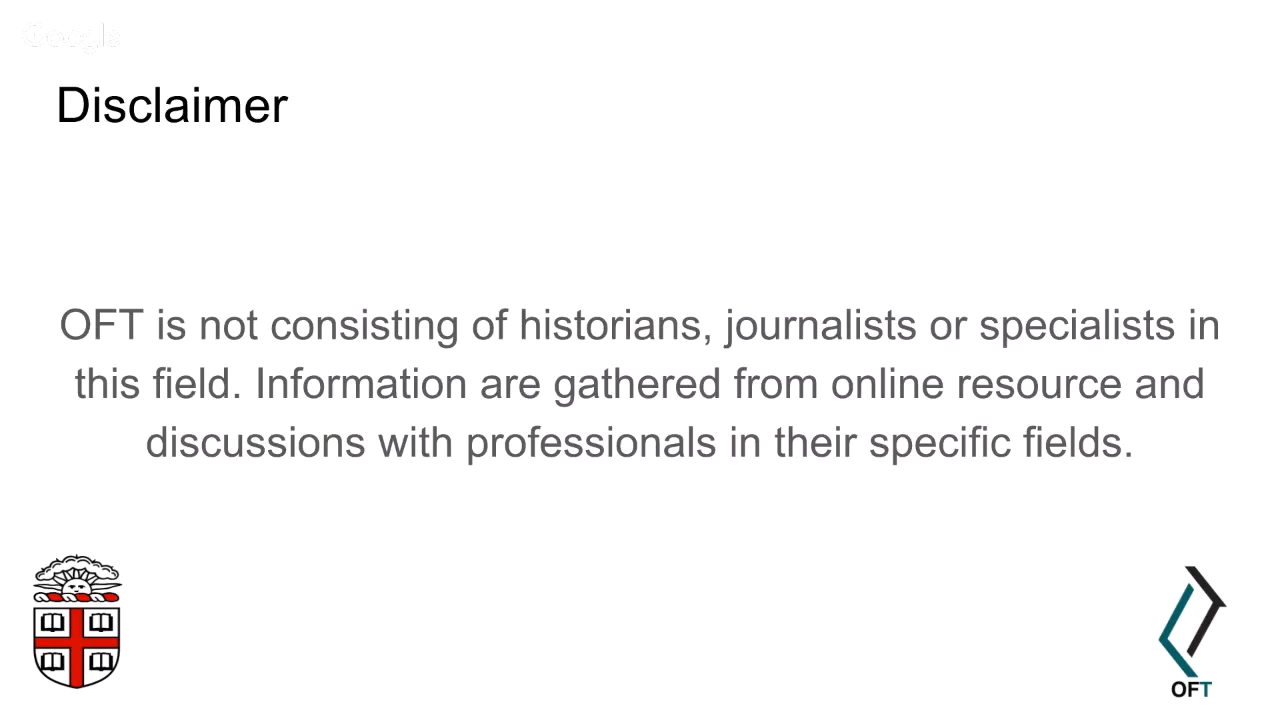 Google
Disclaimer
OFT is not consisting of historians, journalists or specialists in
this field. Information are gathered from online resource and
discussions with professionals in their specific fields.
OFT